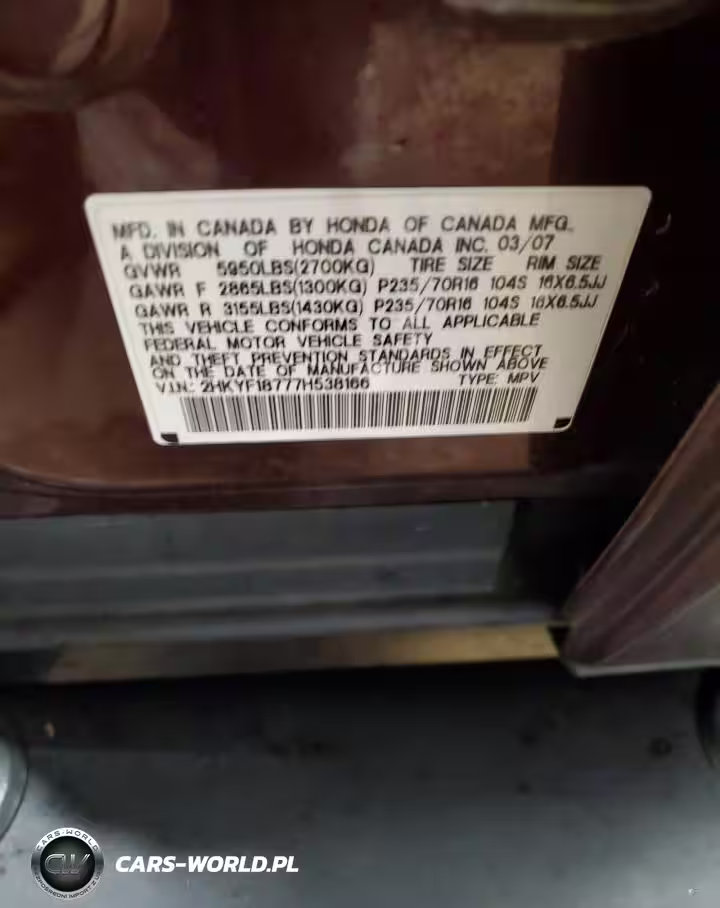 MFD. IN CANADA BY HONDA OF CANADA MFG.,
A DIVISION OF HONDA CANADA INC. 03/07
GVWR 5950LBS(2700KG) TIRE SIZE RIM SIZE
GAWR F 2865LBS(1300KG) P235/70R16 104S 16X6.5JJ
GAWR R 3155LBS(1430KG) P235/70R16 104S 16X6.5JJ
THIS VEHICLE CONFORMS TO ALL APPLICABLE
FEDERAL MOTOR VEHICLE SAFETY
AND THEFT PREVENTION STANDARDS IN EFFECT
ON THE DATE OF MANUFACTURE SHOWN ABOVE
V.I.N.: 2HKYF18777H538166 TYPE: MPV
CARS-WORLD
CW
CARS-WORLD.PL